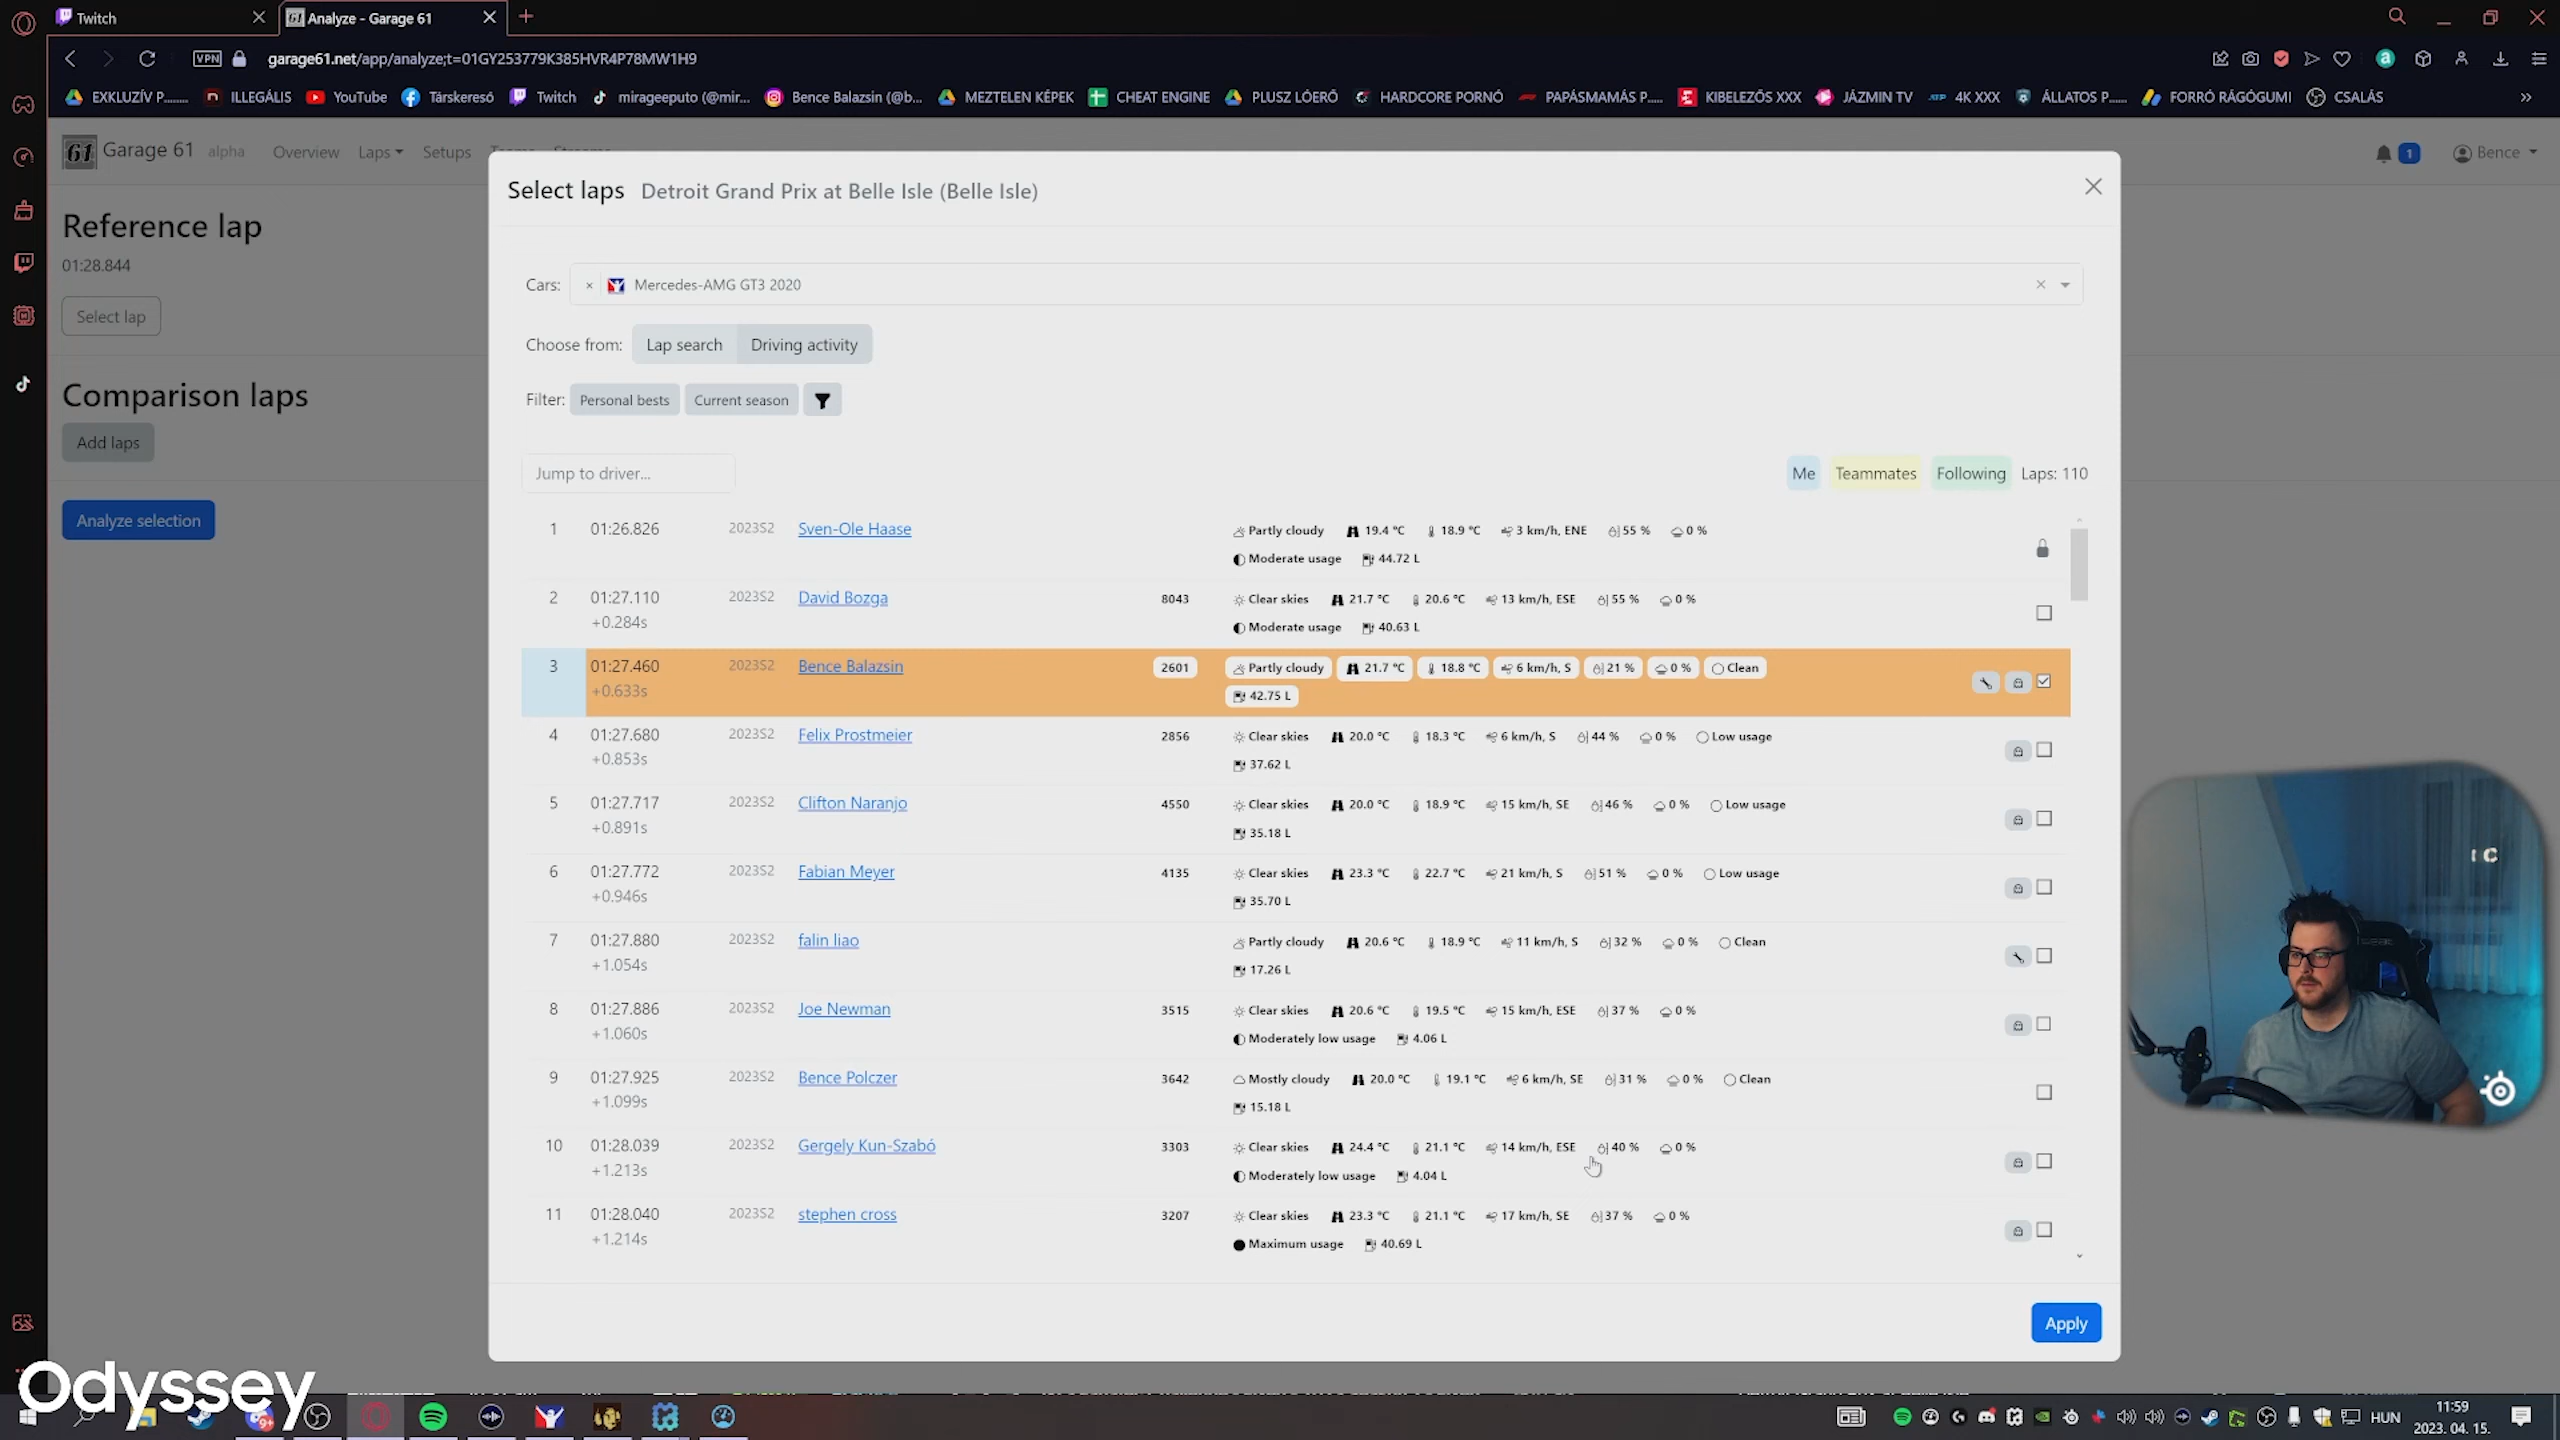 Twitch
Analyze - Garage 61
VPN
garage61.net/app/analyze;t=01GY253779K385HVR4P78MW1H9
EXKLUZÍV P........
ILLEGÁLIS
YouTube
Társkereső
Twitch
mirageeputo (@mir...
Bence Balazsin (@b...
MEZTELEN KÉPEK
CHEAT ENGINE
PLUSZ LÓERŐ
HARDCORE PORNÓ
PAPÁSMAMÁS P.....
KIBELEZŐS XXX
JÁZMIN TV
4K XXX
ÁLLATOS P......
FORRÓ RÁGÓGUMI
CSALÁS
61
Garage 61
alpha
Overview
Laps
Setups
1
Bence
Reference lap
01:28.844
Select lap
Comparison laps
Add laps
Analyze selection
Select laps Detroit Grand Prix at Belle Isle (Belle Isle)
Cars: × Mercedes-AMG GT3 2020
Choose from: Lap search Driving activity
Filter: Personal bests Current season
Jump to driver...
Me Teammates Following Laps: 110
1 01:26.826 2023S2 Sven-Ole Haase Partly cloudy 19.4 °C 18.9 °C 3 km/h, ENE 55 % 0 %
Moderate usage 44.72 L
2 01:27.110 2023S2 David Bozga 8043 Clear skies 21.7 °C 20.6 °C 13 km/h, ESE 55 % 0 %
+0.284s Moderate usage 40.63 L
3 01:27.460 2023S2 Bence Balazsin 2601 Partly cloudy 21.7 °C 18.8 °C 6 km/h, S 21 % 0 % Clean
+0.633s 42.75 L
4 01:27.680 2023S2 Felix Prostmeier 2856 Clear skies 20.0 °C 18.3 °C 6 km/h, S 44 % 0 % Low usage
+0.853s 37.62 L
5 01:27.717 2023S2 Clifton Naranjo 4550 Clear skies 20.0 °C 18.9 °C 15 km/h, SE 46 % 0 % Low usage
+0.891s 35.18 L
6 01:27.772 2023S2 Fabian Meyer 4135 Clear skies 23.3 °C 22.7 °C 21 km/h, S 51 % 0 % Low usage
+0.946s 35.70 L
7 01:27.880 2023S2 falin liao Partly cloudy 20.6 °C 18.9 °C 11 km/h, S 32 % 0 % Clean
+1.054s 17.26 L
8 01:27.886 2023S2 Joe Newman 3515 Clear skies 20.6 °C 19.5 °C 15 km/h, ESE 37 % 0 %
+1.060s Moderately low usage 4.06 L
9 01:27.925 2023S2 Bence Polczer 3642 Mostly cloudy 20.0 °C 19.1 °C 6 km/h, SE 31 % 0 % Clean
+1.099s 15.18 L
10 01:28.039 2023S2 Gergely Kun-Szabó 3303 Clear skies 24.4 °C 21.1 °C 14 km/h, ESE 40 % 0 %
+1.213s Moderately low usage 4.04 L
11 01:28.040 2023S2 stephen cross 3207 Clear skies 23.3 °C 21.1 °C 17 km/h, SE 37 % 0 %
+1.214s Maximum usage 40.69 L
Apply
Odyssey
9+
HUN
11:59
2023. 04. 15.